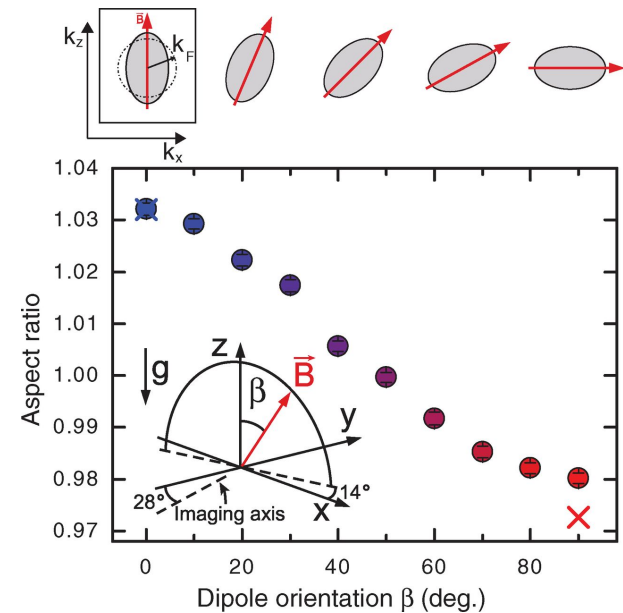 B
k_z
k_F
k_x
1.04
1.03
1.02
1.01
1.00
0.99
0.98
0.97
Aspect ratio
g
z
β
B
y
28°
Imaging axis
x
14°
0
20
40
60
80
Dipole orientation β (deg.)